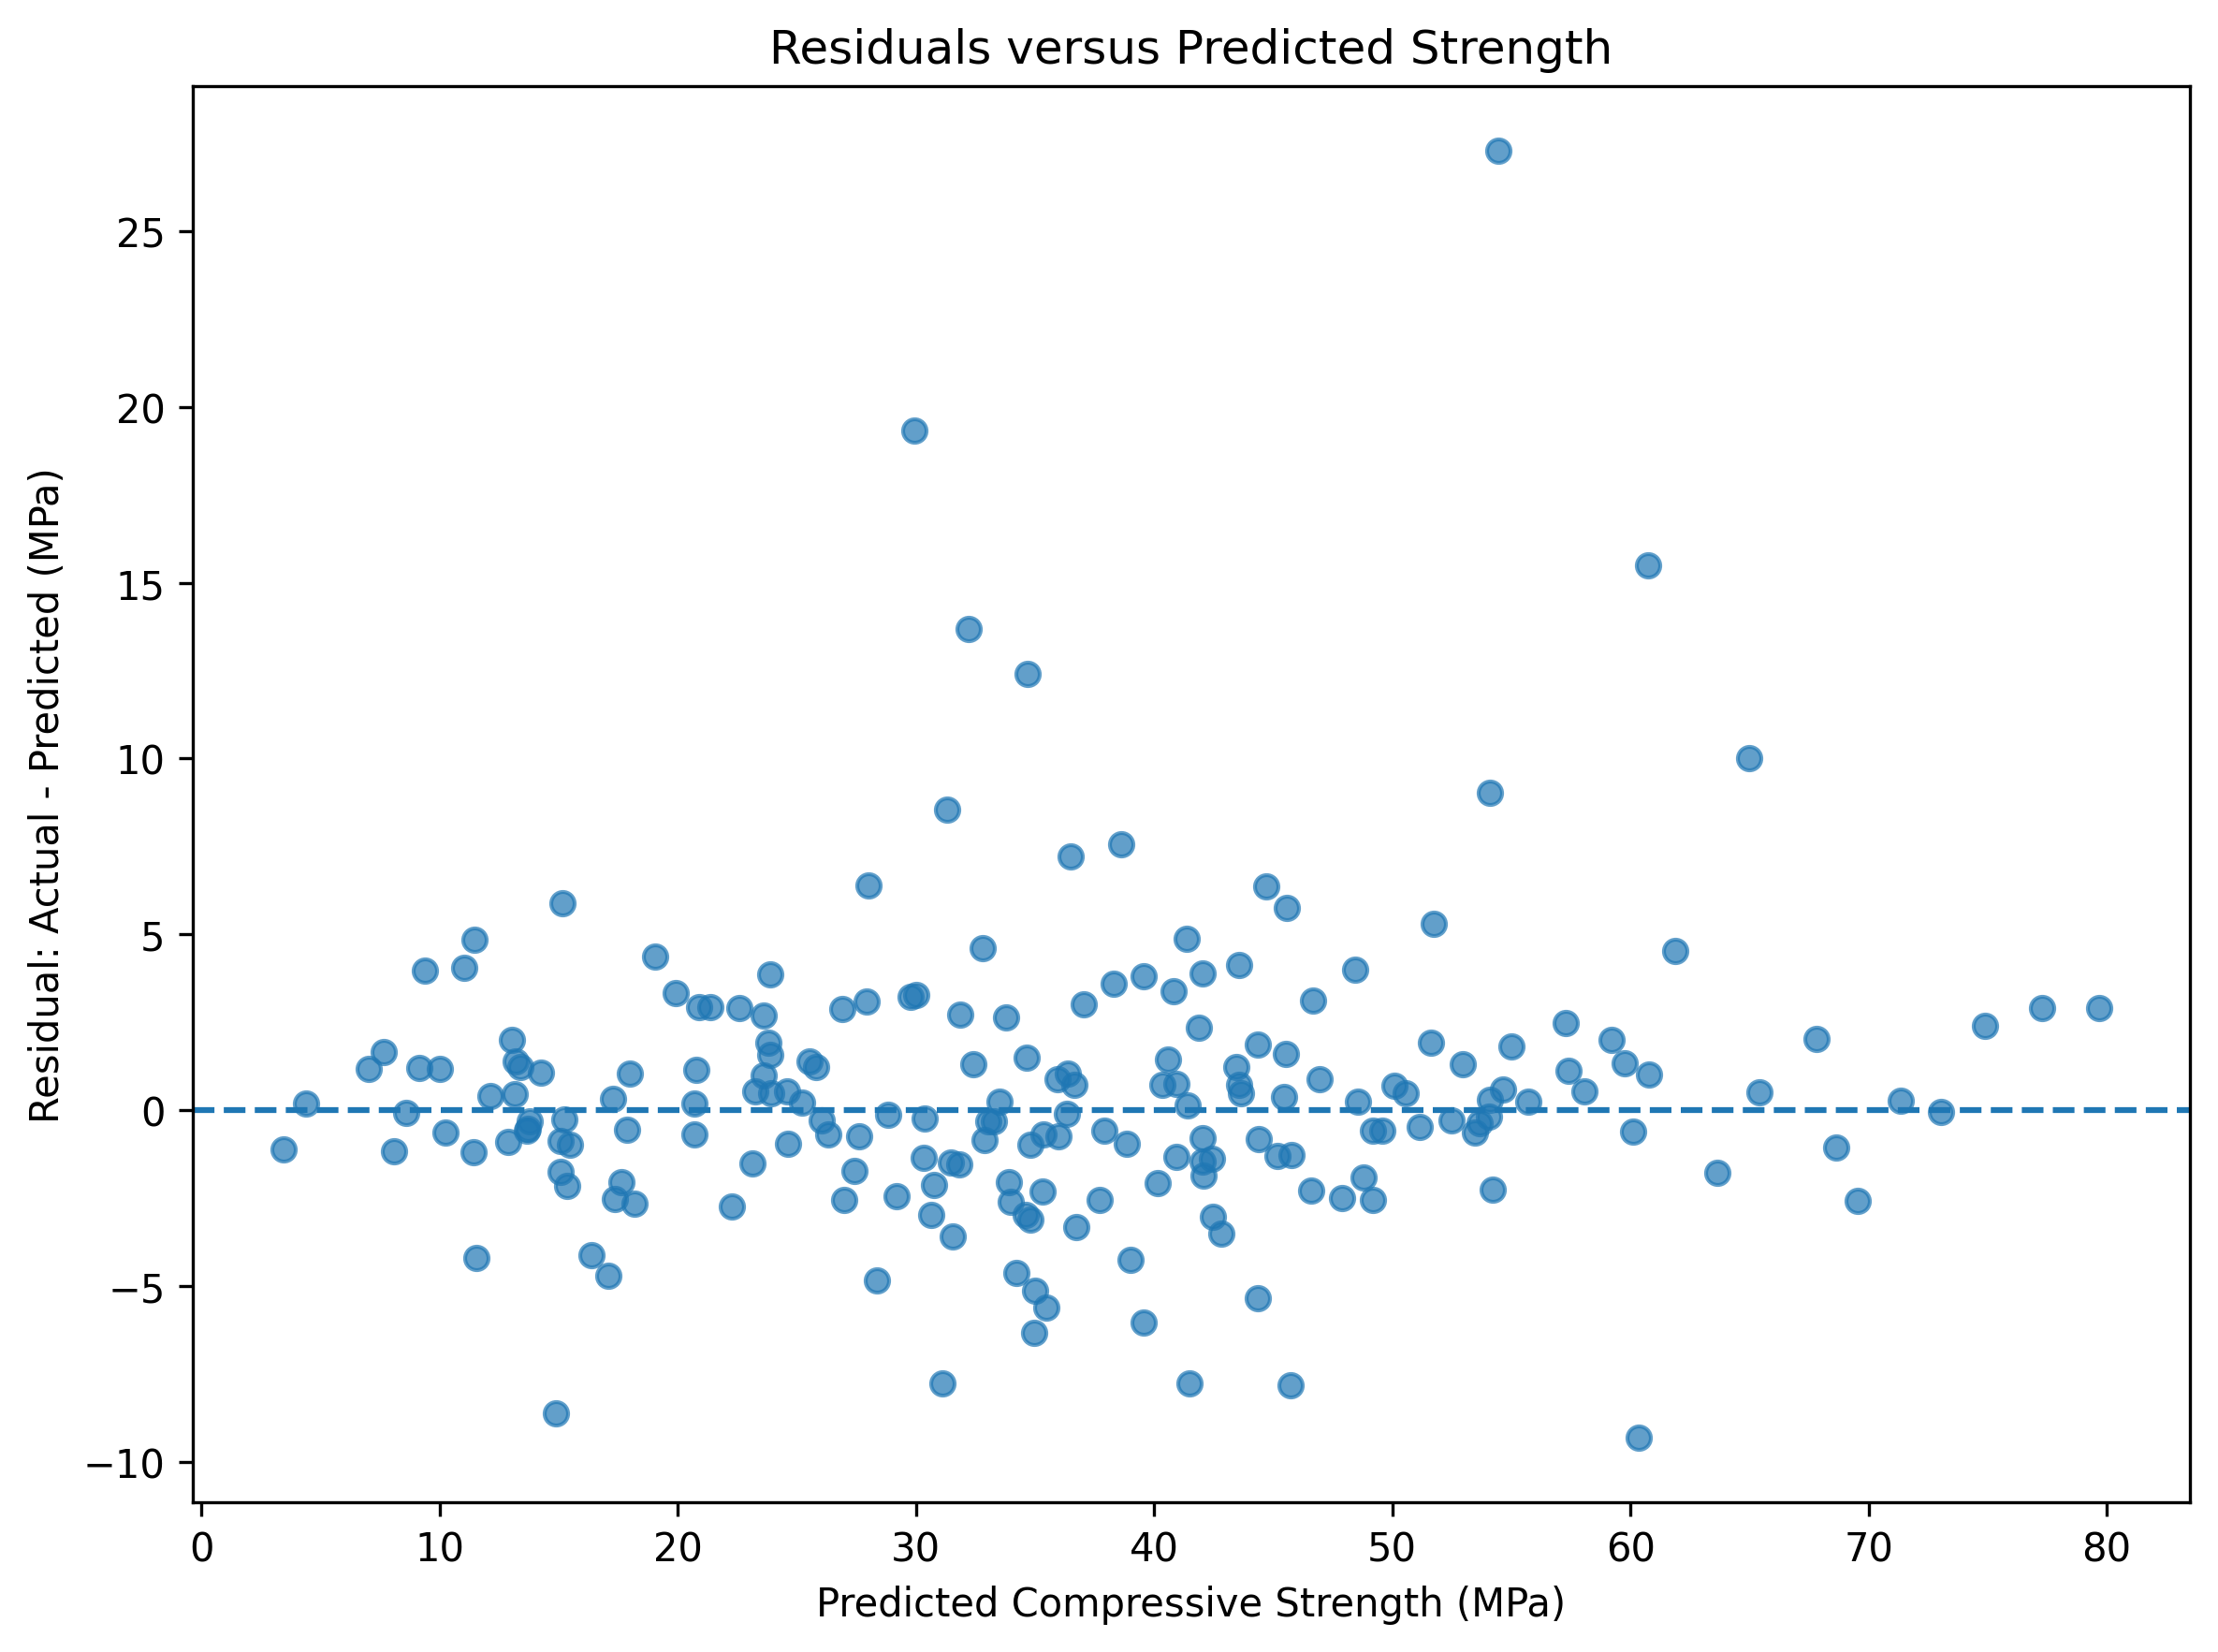 Residuals versus Predicted Strength
Residual: Actual - Predicted (MPa)
25
20
15
10
5
0
−5
−10
0 10 20 30 40 50 60 70 80
Predicted Compressive Strength (MPa)